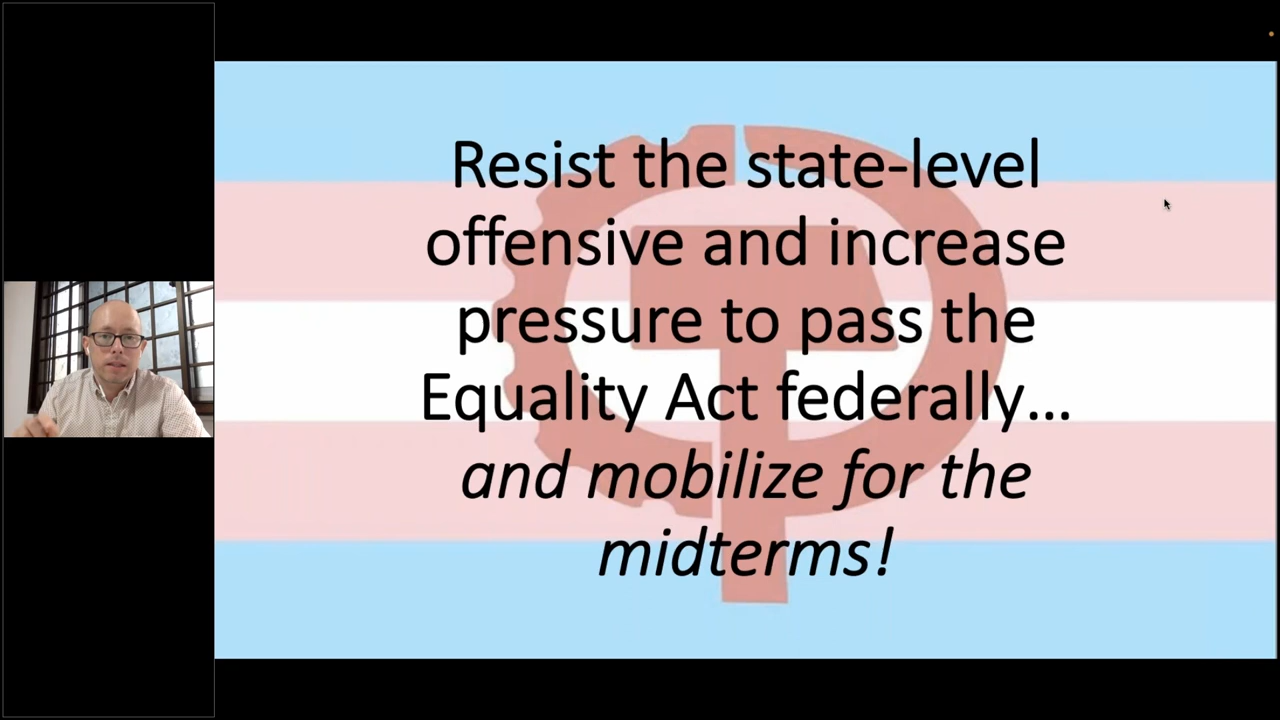 Resist the state-level
offensive and increase
pressure to pass the
Equality Act federally...
and mobilize for the
midterms!